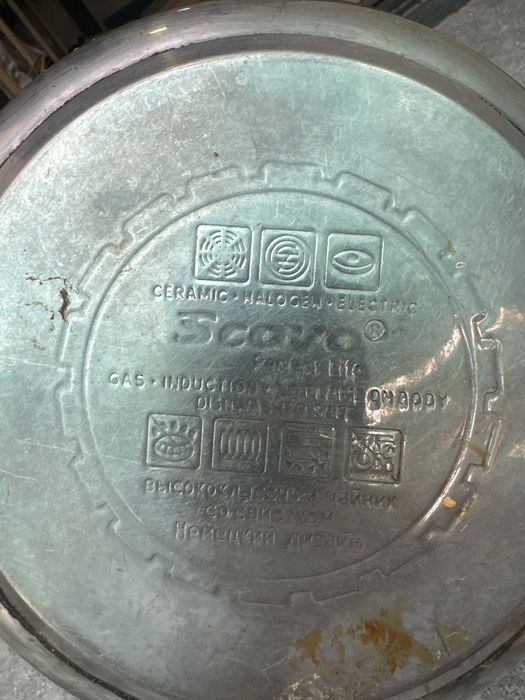 CERAMIC • HALOGEN • ELECTRIC
Scovo®
Perfect Life
GAS • INDUCTION • NO FLAME ON BODY
DISHWASHER SAFE
высококлассный чайник
со свистком
Немецкий дизайн